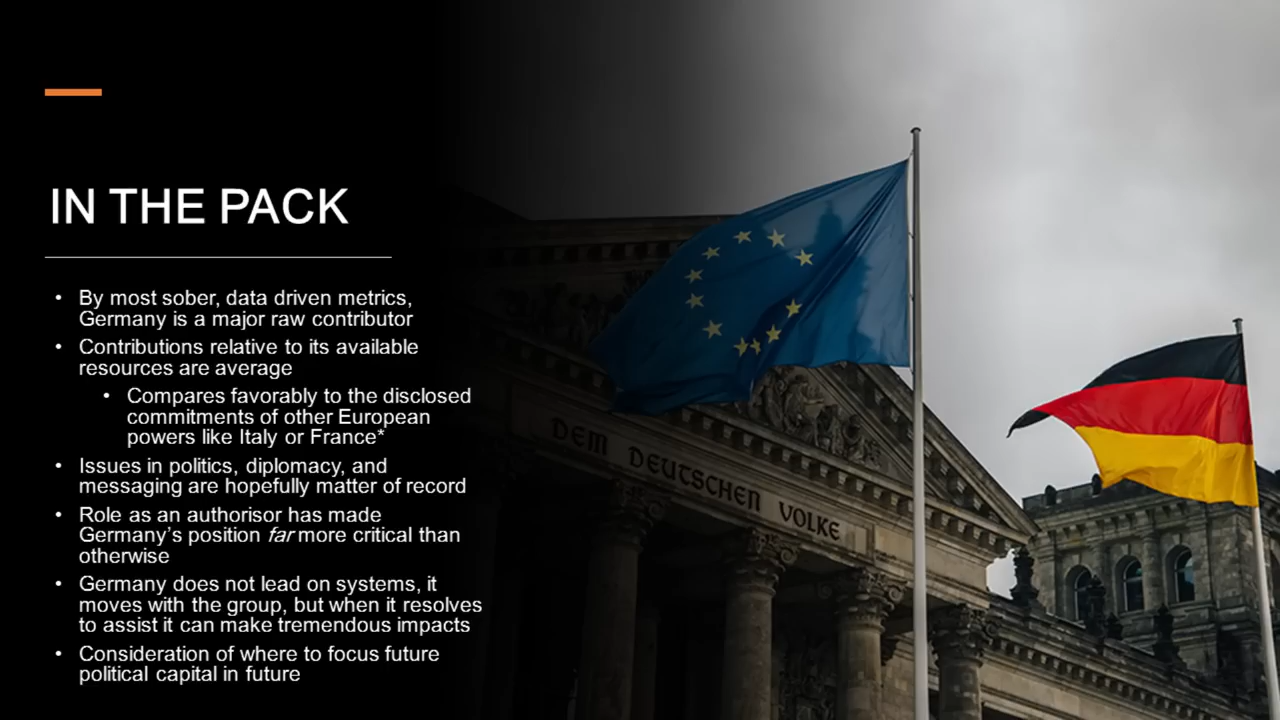 IN THE PACK
• By most sober, data driven metrics,
Germany is a major raw contributor
• Contributions relative to its available
resources are average
• Compares favorably to the disclosed
commitments of other European
powers like Italy or France*
• Issues in politics, diplomacy, and
messaging are hopefully matter of record
• Role as an authorisor has made
Germany's position far more critical than
otherwise
• Germany does not lead on systems, it
moves with the group, but when it resolves
to assist it can make tremendous impacts
• Consideration of where to focus future
political capital in future
DEM DEUTSCHEN VOLKE